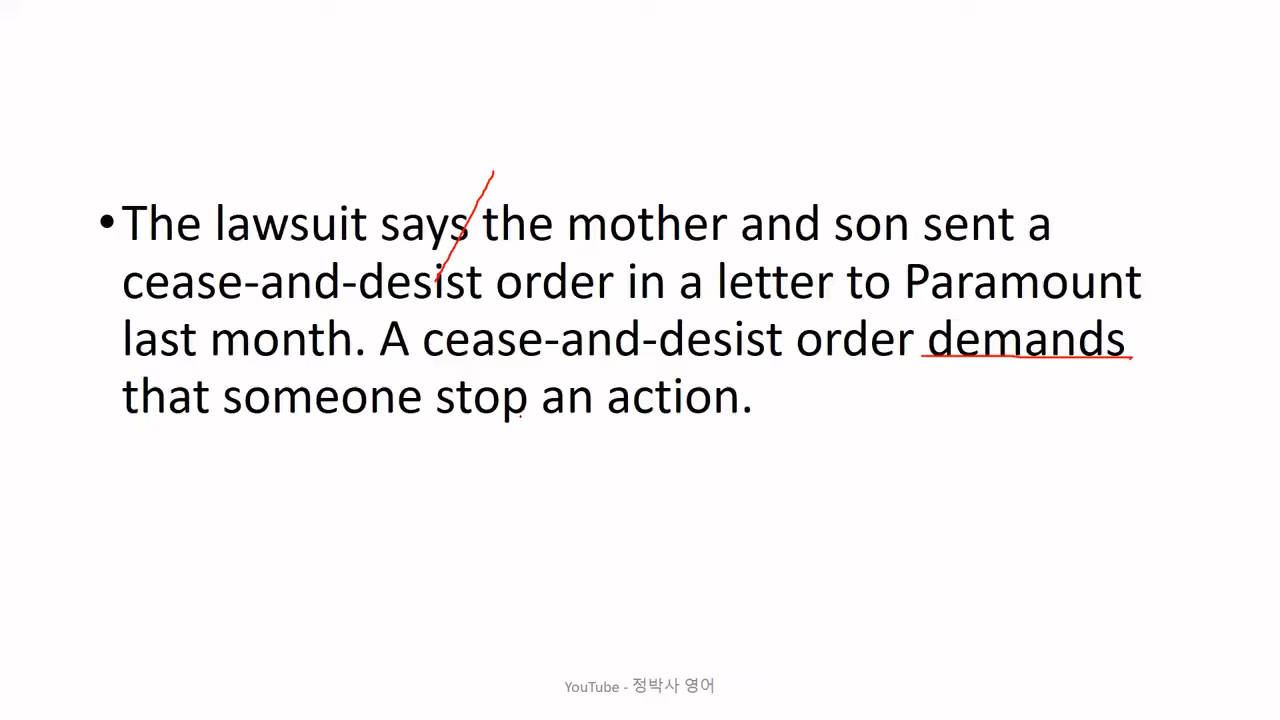 •The lawsuit says the mother and son sent a
cease-and-desist order in a letter to Paramount
last month. A cease-and-desist order demands
that someone stop an action.
YouTube - 정박사 영어